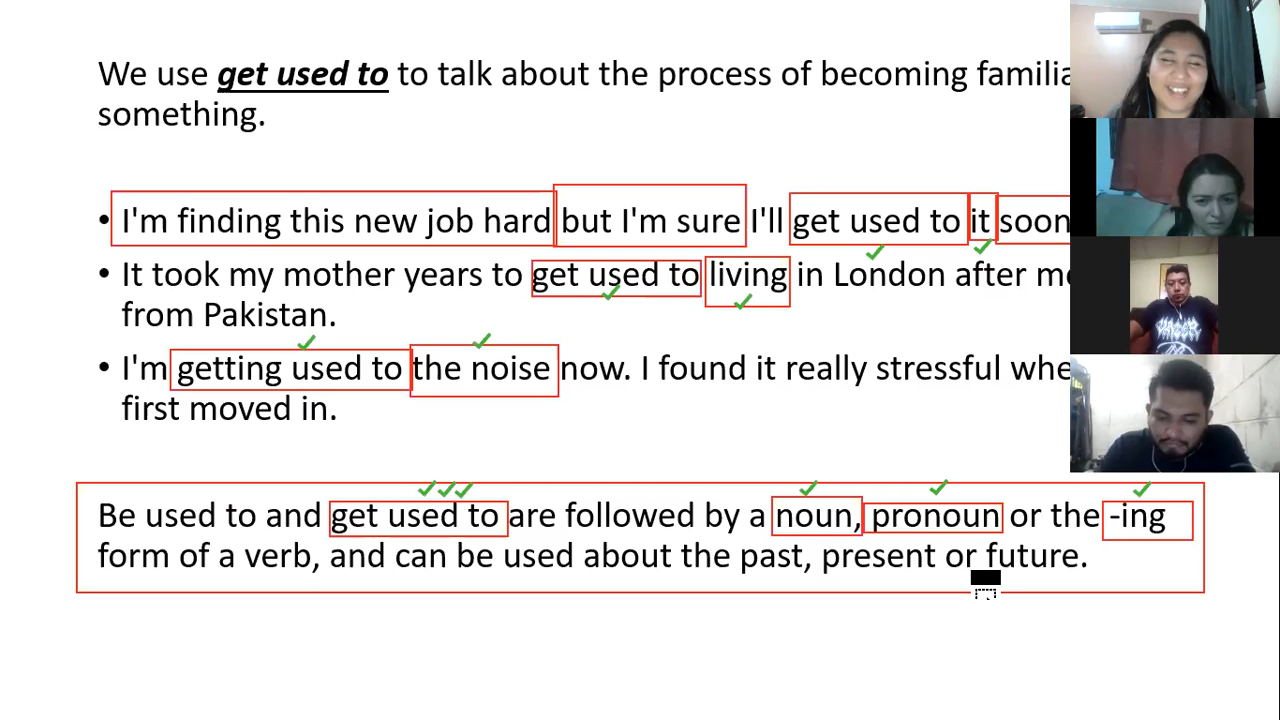 We use get used to to talk about the process of becoming
something.
• I'm finding this new job hard but I'm sure I'll get used to it soon
• It took my mother years to get used to living in London after
from Pakistan.
• I'm getting used to the noise now. I found it really stressful
first moved in.
Be used to and get used to are followed by a noun, pronoun or the -ing
form of a verb, and can be used about the past, present or future.